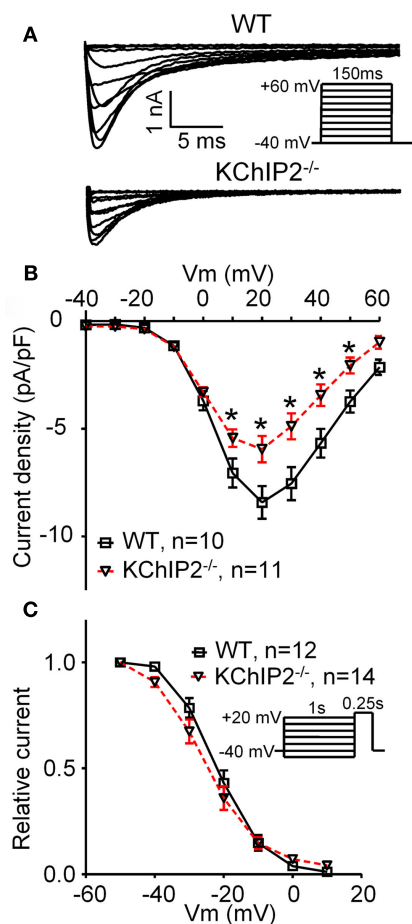 A
WT
+60 mV
150ms
-40 mV
1 nA
5 ms
KChIP2-/-
B
Vm (mV)
-40 -20 0 20 40 60
0
-5
-10
Current density (pA/pF)
* * * * *
WT, n=10
KChIP2-/-, n=11
C
WT, n=12
KChIP2-/-, n=14
1.0
0.5
0.0
Relative current
1s
0.25s
+20 mV
-40 mV
-60 -40 -20 0 20
Vm (mV)